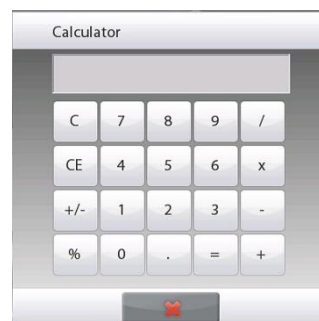 Calculator
C 7 8 9 /
CE 4 5 6 x
+/- 1 2 3 -
% 0 . = +